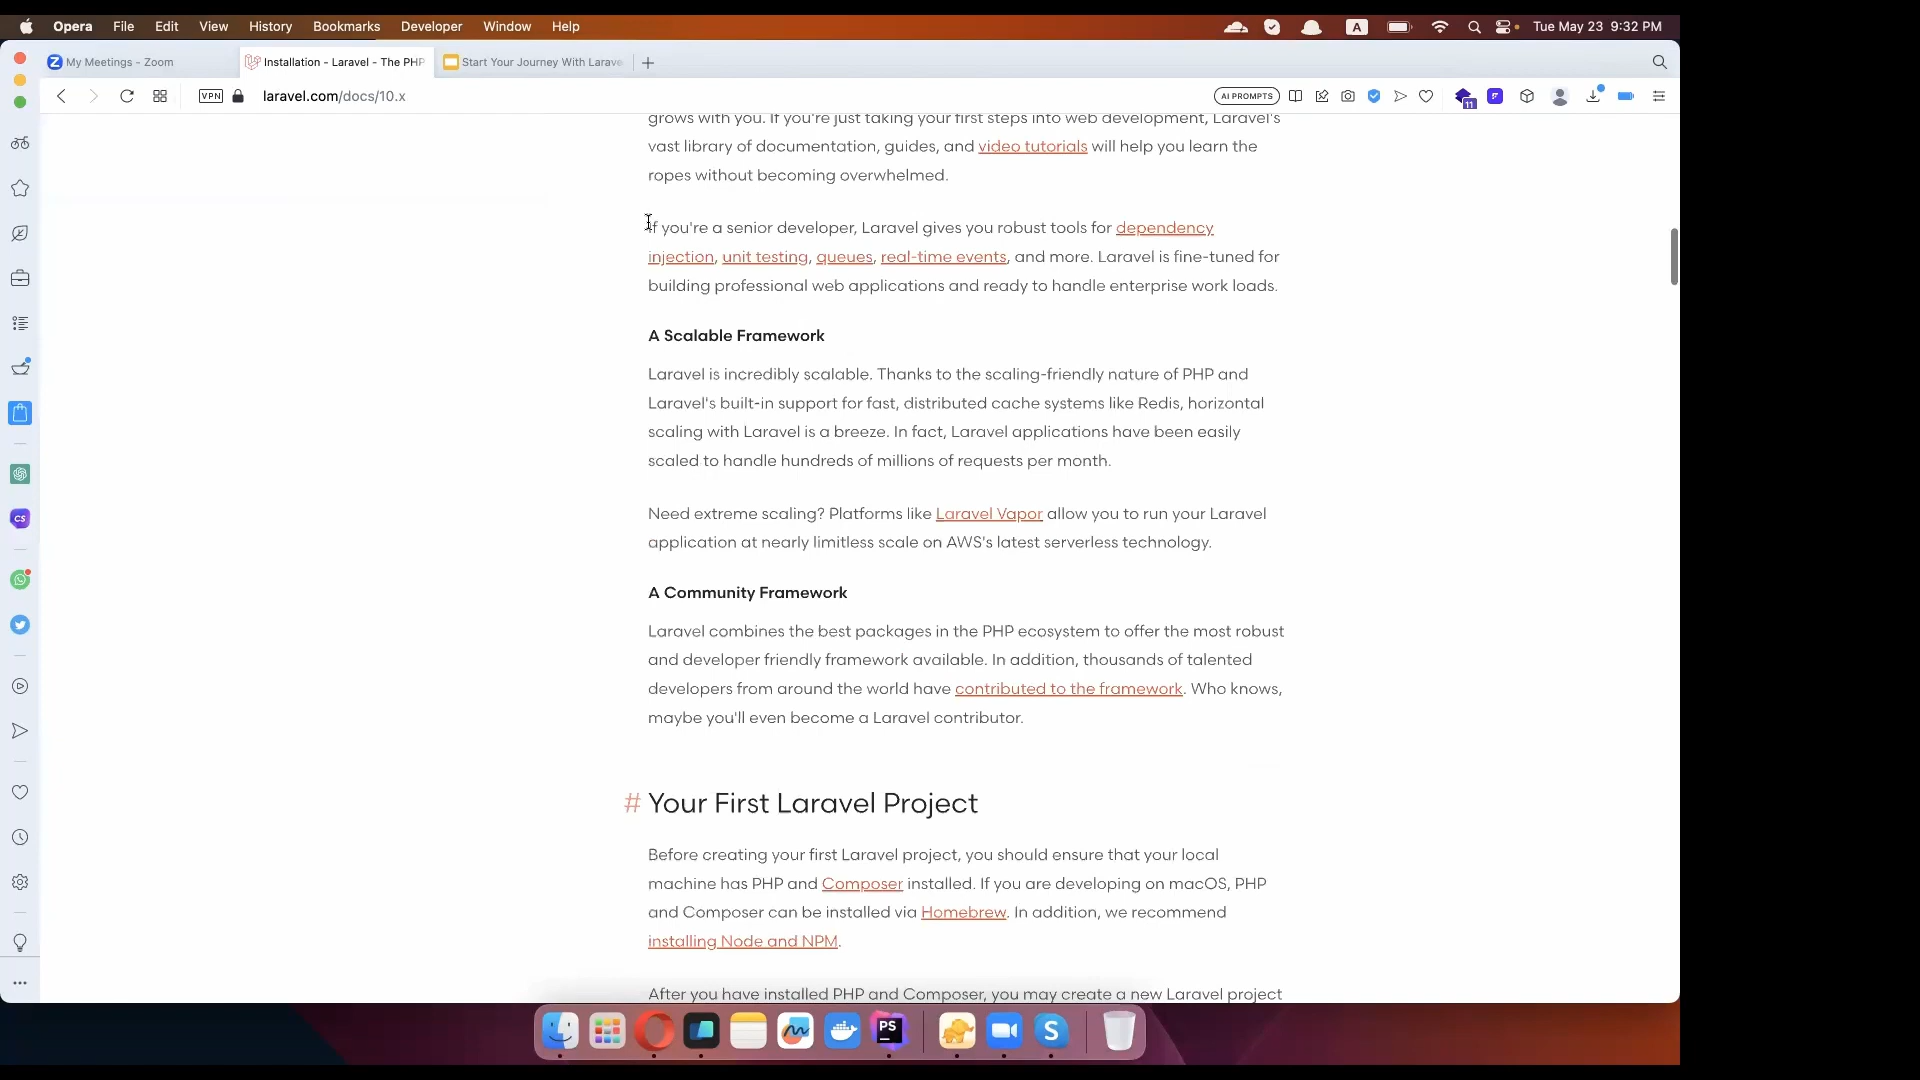 Opera File Edit View History Bookmarks Developer Window Help A Tue May 23 9:32 PM
My Meetings - Zoom Installation - Laravel - The PHP Start Your Journey With Larave
VPN laravel.com/docs/10.x AI PROMPTS 11
grows with you. If you're just taking your first steps into web development, Laravel's
vast library of documentation, guides, and video tutorials will help you learn the
ropes without becoming overwhelmed.
If you're a senior developer, Laravel gives you robust tools for dependency
injection, unit testing, queues, real-time events, and more. Laravel is fine-tuned for
building professional web applications and ready to handle enterprise work loads.
A Scalable Framework
Laravel is incredibly scalable. Thanks to the scaling-friendly nature of PHP and
Laravel's built-in support for fast, distributed cache systems like Redis, horizontal
scaling with Laravel is a breeze. In fact, Laravel applications have been easily
scaled to handle hundreds of millions of requests per month.
Need extreme scaling? Platforms like Laravel Vapor allow you to run your Laravel
application at nearly limitless scale on AWS's latest serverless technology.
A Community Framework
Laravel combines the best packages in the PHP ecosystem to offer the most robust
and developer friendly framework available. In addition, thousands of talented
developers from around the world have contributed to the framework. Who knows,
maybe you'll even become a Laravel contributor.
# Your First Laravel Project
Before creating your first Laravel project, you should ensure that your local
machine has PHP and Composer installed. If you are developing on macOS, PHP
and Composer can be installed via Homebrew. In addition, we recommend
installing Node and NPM.
After you have installed PHP and Composer, you may create a new Laravel project
CS
PS
S